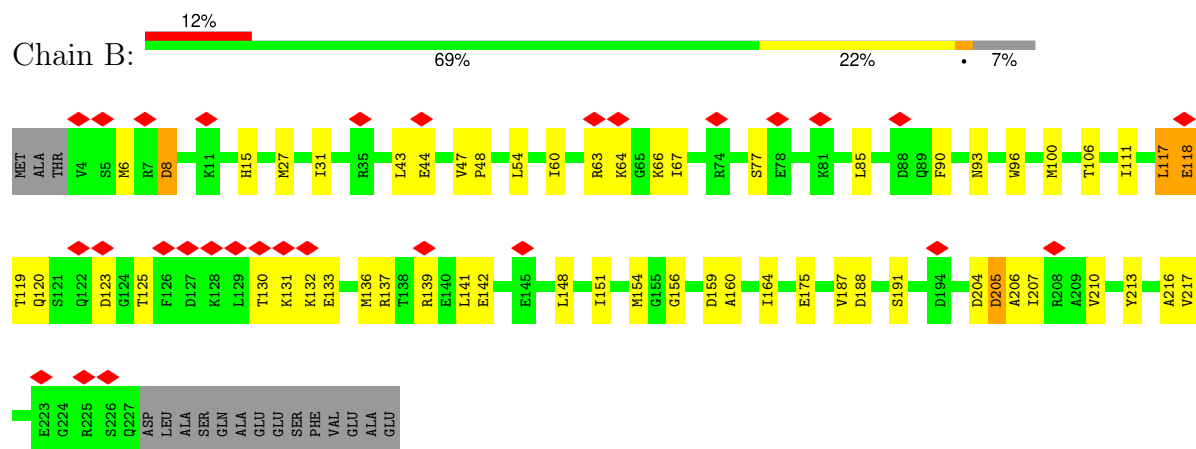 12%
Chain B:
69% 22% • 7%
MET ALA THR V4 S5 M6 R7 D8 K11 H15 M27 I31 R35 L43 E44 V47 P48 L54 I60 R63 K64 G65 K66 I67 R74 S77 E78 K81 L85 D88 Q89 F90 N93 W96 M100 T106 I111 L117 E118
T119 Q120 S121 Q122 D123 G124 T125 F126 D127 K128 L129 T130 K131 K132 E133 M136 R137 T138 R139 E140 L141 E142 E145 L148 I151 M154 G155 G156 D159 A160 I164 E175 V187 D188 S191 D194 D204 D205 A206 I207 R208 A209 V210 Y213 A216 V217
E223 G224 R225 S226 Q227 ASP LEU ALA SER GLN ALA GLU GLU SER PHE VAL GLU ALA GLU